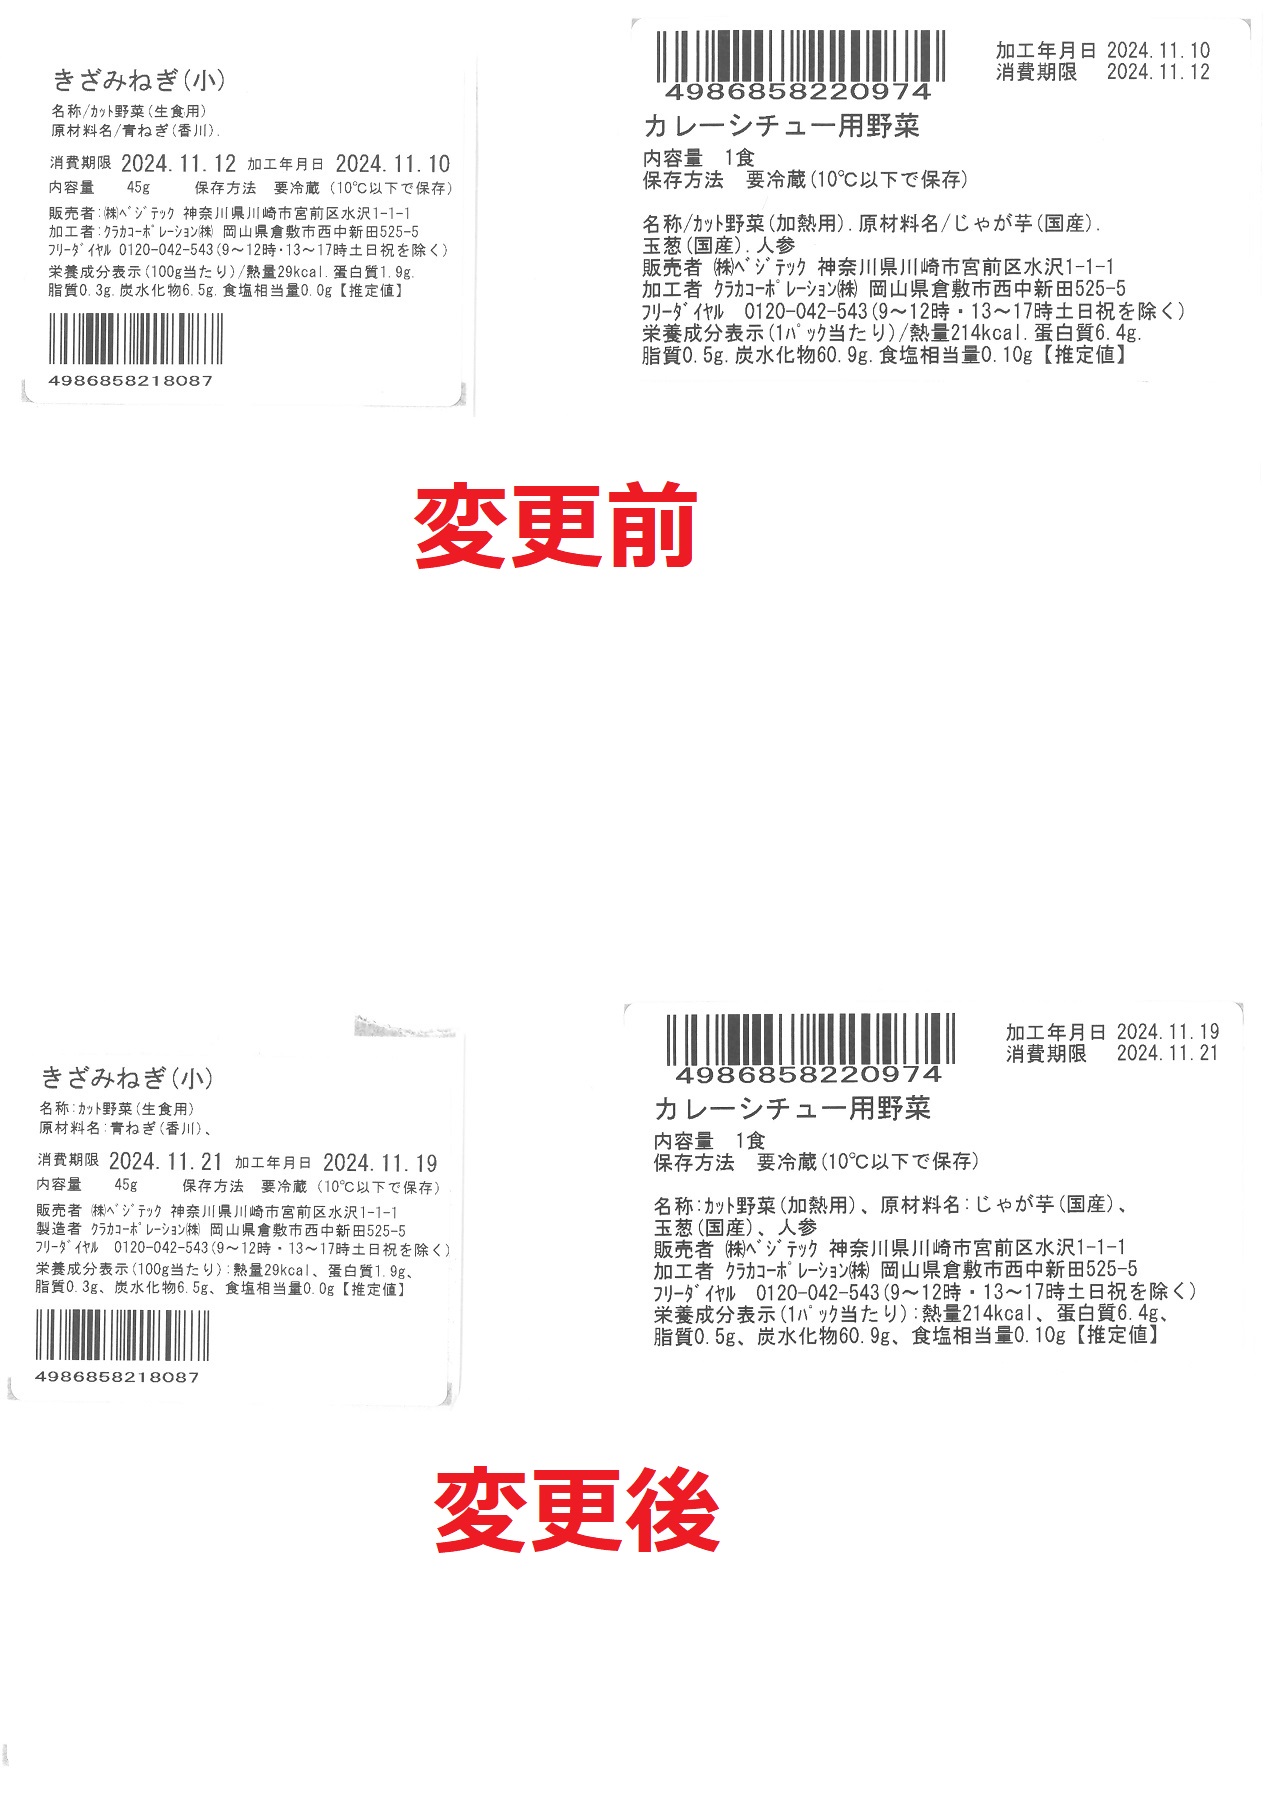 きざみねぎ(小)
名称/ｶｯﾄ野菜(生食用)
原材料名/青ねぎ(香川).
消費期限 2024.11.12 加工年月日 2024.11.10
内容量 45g 保存方法 要冷蔵(10℃以下で保存)
販売者:㈱ﾍﾞｼﾞﾃｯｸ 神奈川県川崎市宮前区水沢1-1-1
加工者:ｸﾗｶｺｰﾎﾟﾚｰｼｮﾝ㈱ 岡山県倉敷市西中新田525-5
ﾌﾘｰﾀﾞｲﾔﾙ 0120-042-543(9～12時・13～17時土日祝を除く)
栄養成分表示(100g当たり)/熱量29kcal.蛋白質1.9g.
脂質0.3g.炭水化物6.5g.食塩相当量0.0g【推定値】
4986858218087
4986858220974
加工年月日 2024.11.10
消費期限 2024.11.12
カレーシチュー用野菜
内容量 1食
保存方法 要冷蔵(10℃以下で保存)
名称/ｶｯﾄ野菜(加熱用).原材料名/じゃが芋(国産).
玉葱(国産).人参
販売者 ㈱ﾍﾞｼﾞﾃｯｸ 神奈川県川崎市宮前区水沢1-1-1
加工者 ｸﾗｶｺｰﾎﾟﾚｰｼｮﾝ㈱ 岡山県倉敷市西中新田525-5
ﾌﾘｰﾀﾞｲﾔﾙ 0120-042-543(9～12時・13～17時土日祝を除く)
栄養成分表示(1ﾊﾟｯｸ当たり)/熱量214kcal.蛋白質6.4g.
脂質0.5g.炭水化物60.9g.食塩相当量0.10g【推定値】
変更前
きざみねぎ(小)
名称:ｶｯﾄ野菜(生食用)
原材料名:青ねぎ(香川)、
消費期限 2024.11.21 加工年月日 2024.11.19
内容量 45g 保存方法 要冷蔵(10℃以下で保存)
販売者 ㈱ﾍﾞｼﾞﾃｯｸ 神奈川県川崎市宮前区水沢1-1-1
製造者 ｸﾗｶｺｰﾎﾟﾚｰｼｮﾝ㈱ 岡山県倉敷市西中新田525-5
ﾌﾘｰﾀﾞｲﾔﾙ 0120-042-543(9～12時・13～17時土日祝を除く)
栄養成分表示(100g当たり):熱量29kcal、蛋白質1.9g、
脂質0.3g、炭水化物6.5g、食塩相当量0.0g【推定値】
4986858218087
4986858220974
加工年月日 2024.11.19
消費期限 2024.11.21
カレーシチュー用野菜
内容量 1食
保存方法 要冷蔵(10℃以下で保存)
名称:ｶｯﾄ野菜(加熱用)、原材料名:じゃが芋(国産)、
玉葱(国産)、人参
販売者 ㈱ﾍﾞｼﾞﾃｯｸ 神奈川県川崎市宮前区水沢1-1-1
加工者 ｸﾗｶｺｰﾎﾟﾚｰｼｮﾝ㈱ 岡山県倉敷市西中新田525-5
ﾌﾘｰﾀﾞｲﾔﾙ 0120-042-543(9～12時・13～17時土日祝を除く)
栄養成分表示(1ﾊﾟｯｸ当たり):熱量214kcal、蛋白質6.4g、
脂質0.5g、炭水化物60.9g、食塩相当量0.10g【推定値】
変更後